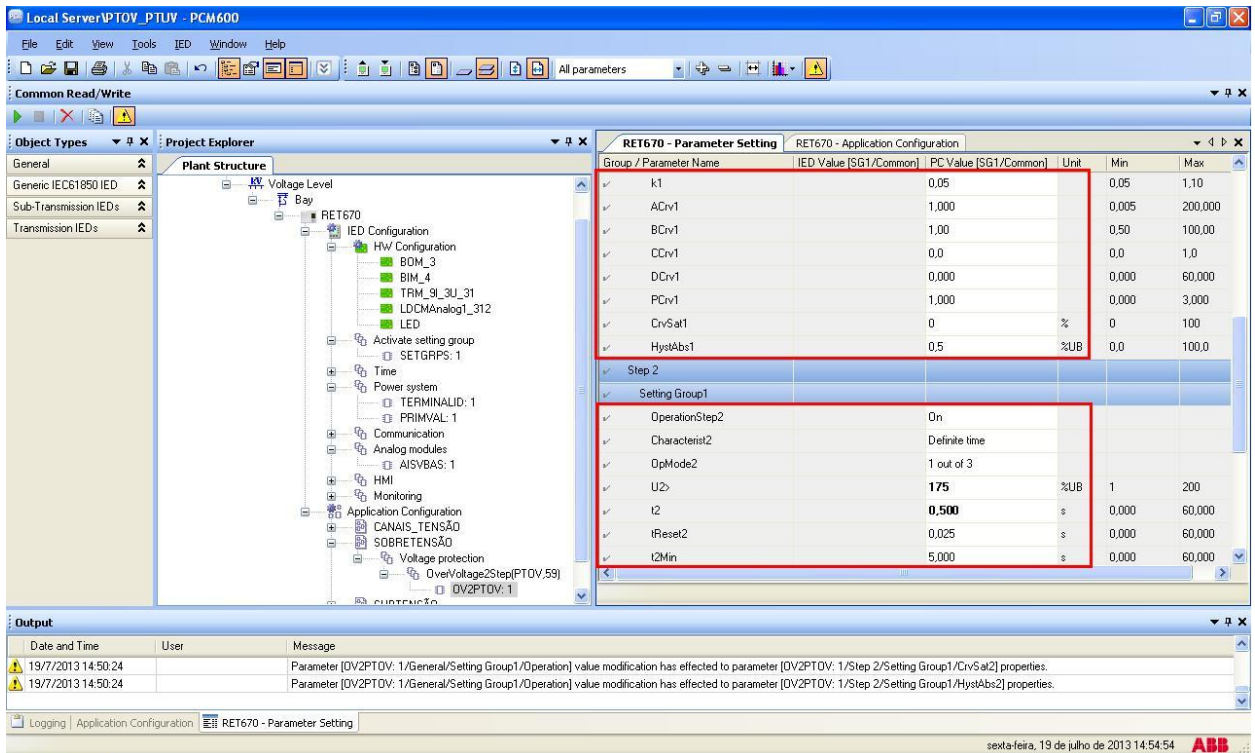 Local Server\PTOV_PTUV - PCM600
File Edit View Tools IED Window Help
All parameters
Common Read/Write
Object Types
General
Generic IEC61850 IED
Sub-Transmission IEDs
Transmission IEDs
Project Explorer
Plant Structure
Voltage Level
Bay
RET670
IED Configuration
HW Configuration
BOM_3
BIM_4
TRM_9I_3U_31
LDCMAnalog1_312
LED
Activate setting group
SETGRPS: 1
Time
Power system
TERMINALID: 1
PRIMVAL: 1
Communication
Analog modules
AISVBAS: 1
HMI
Monitoring
Application Configuration
CANAIS_TENSÃO
SOBRETENSÃO
Voltage protection
OverVoltage2Step(PTOV,59)
OV2PTOV: 1
SUBTENSÃO
RET670 - Parameter Setting RET670 - Application Configuration
Group / Parameter Name IED Value [SG1/Common] PC Value [SG1/Common] Unit Min Max
k1 0,05 0,05 1,10
ACrv1 1,000 0,005 200,000
BCrv1 1,00 0,50 100,00
CCrv1 0,0 0,0 1,0
DCrv1 0,000 0,000 60,000
PCrv1 1,000 0,000 3,000
CrvSat1 0 % 0 100
HystAbs1 0,5 %UB 0,0 100,0
Step 2
Setting Group1
OperationStep2 On
Characterist2 Definite time
OpMode2 1 out of 3
U2> 175 %UB 1 200
t2 0,500 s 0,000 60,000
tReset2 0,025 s 0,000 60,000
t2Min 5,000 s 0,000 60,000
Output
Date and Time User Message
19/7/2013 14:50:24 Parameter [OV2PTOV: 1/General/Setting Group1/Operation] value modification has effected to parameter [OV2PTOV: 1/Step 2/Setting Group1/CrvSat2] properties.
19/7/2013 14:50:24 Parameter [OV2PTOV: 1/General/Setting Group1/Operation] value modification has effected to parameter [OV2PTOV: 1/Step 2/Setting Group1/HystAbs2] properties.
Logging Application Configuration RET670 - Parameter Setting
sexta-feira, 19 de julho de 2013 14:54:54 ABB